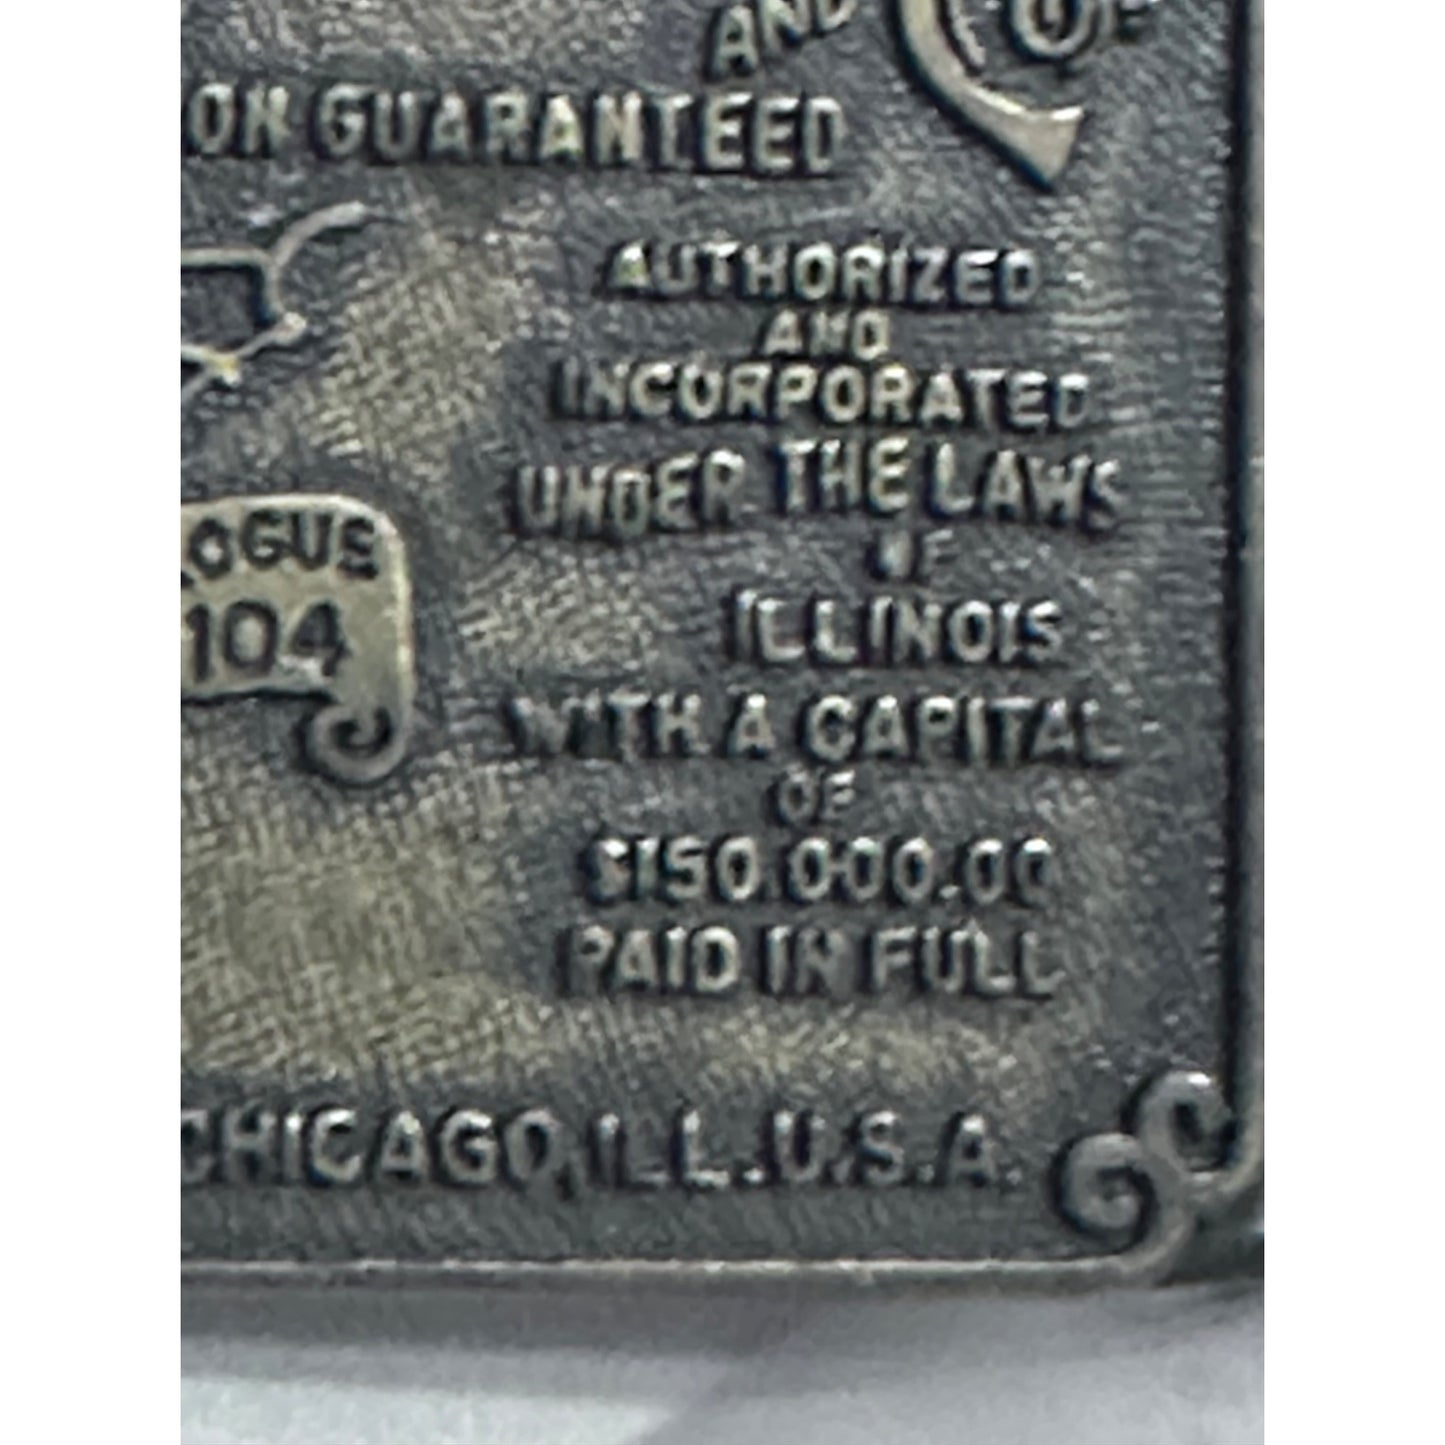 AND
ON GUARANTEED
AUTHORIZED
AND
INCORPORATED
UNDER THE LAWS
OF
ILLINOIS
OGUE
104
WITH A CAPITAL
OF
$150.000.00
PAID IN FULL
CHICAGO, ILL. U.S.A.